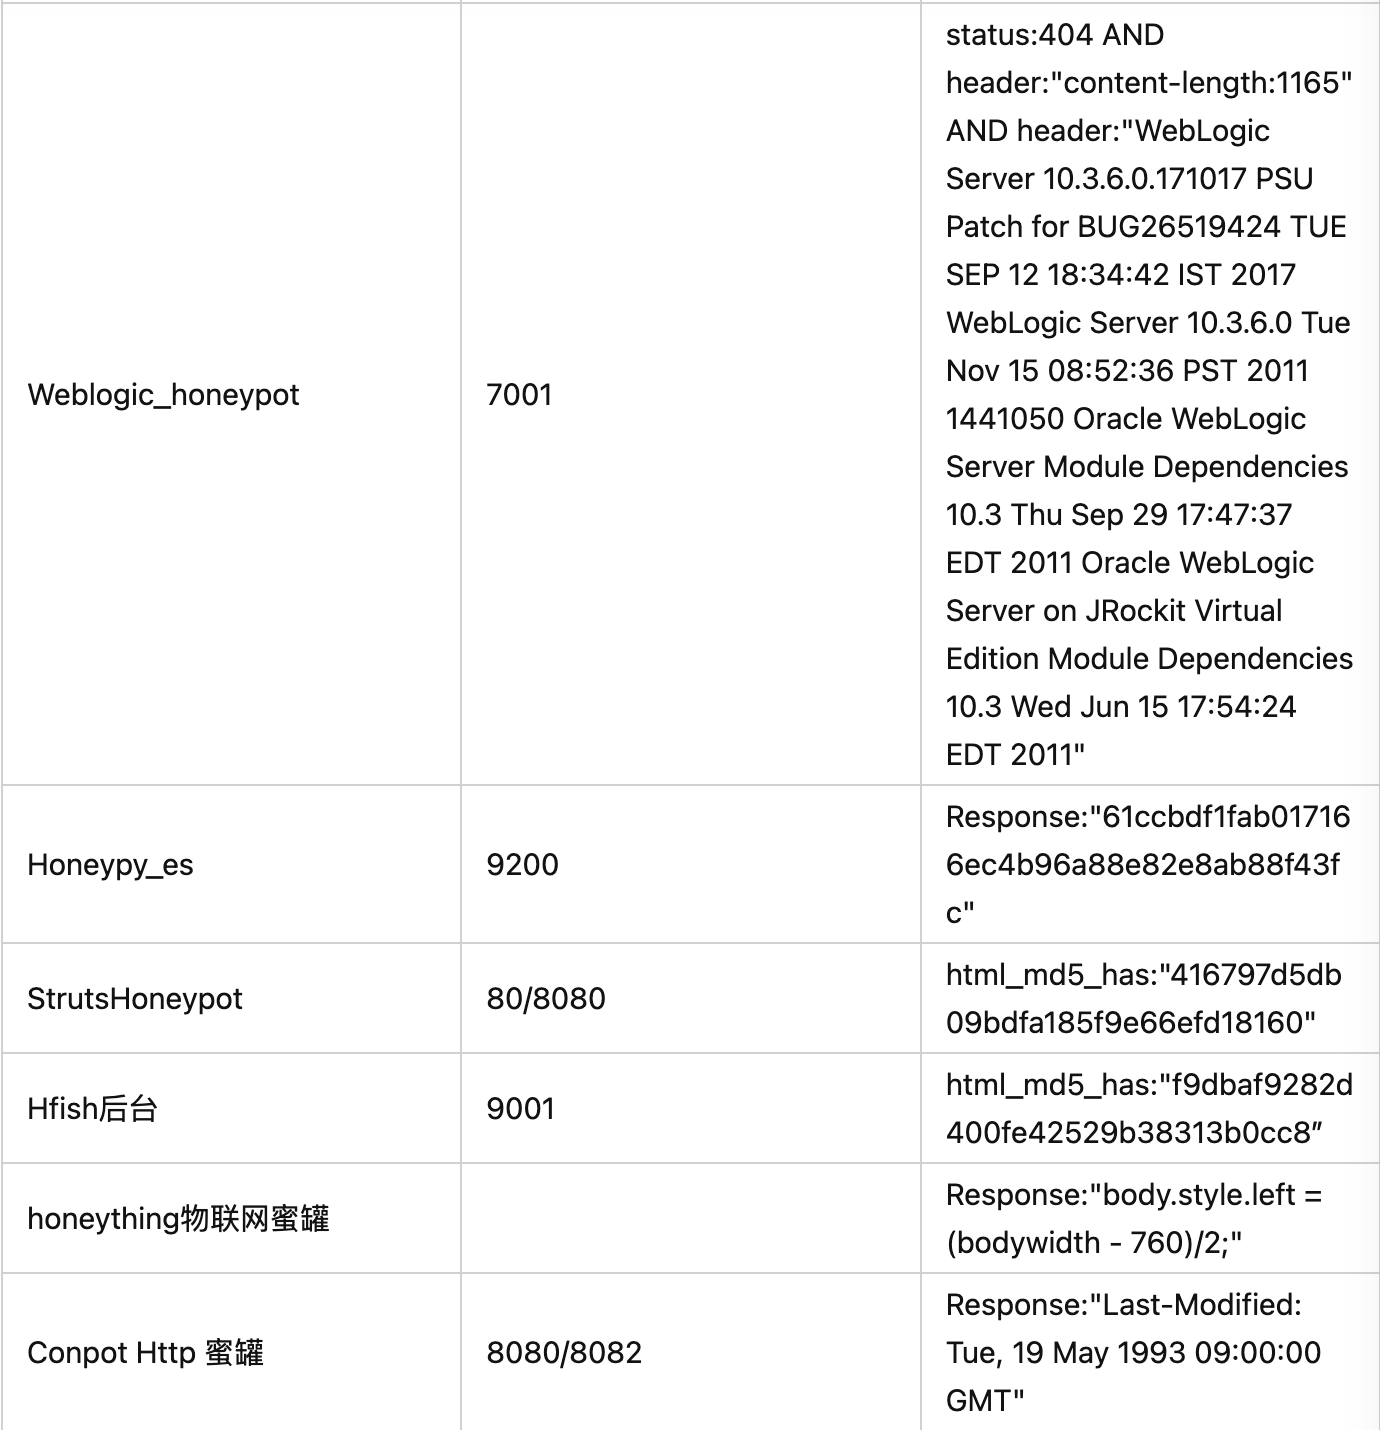 Weblogic_honeypot
7001
status:404 AND
header:"content-length:1165"
AND header:"WebLogic
Server 10.3.6.0.171017 PSU
Patch for BUG26519424 TUE
SEP 12 18:34:42 IST 2017
WebLogic Server 10.3.6.0 Tue
Nov 15 08:52:36 PST 2011
1441050 Oracle WebLogic
Server Module Dependencies
10.3 Thu Sep 29 17:47:37
EDT 2011 Oracle WebLogic
Server on JRockit Virtual
Edition Module Dependencies
10.3 Wed Jun 15 17:54:24
EDT 2011"
Honeypy_es
9200
Response:"61ccbdf1fab01716
6ec4b96a88e82e8ab88f43f
c"
StrutsHoneypot
80/8080
html_md5_has:"416797d5db
09bdfa185f9e66efd18160"
Hfish后台
9001
html_md5_has:"f9dbaf9282d
400fe42529b38313b0cc8”
honeything物联网蜜罐
Response:"body.style.left =
(bodywidth - 760)/2;"
Conpot Http 蜜罐
8080/8082
Response:"Last-Modified:
Tue, 19 May 1993 09:00:00
GMT"